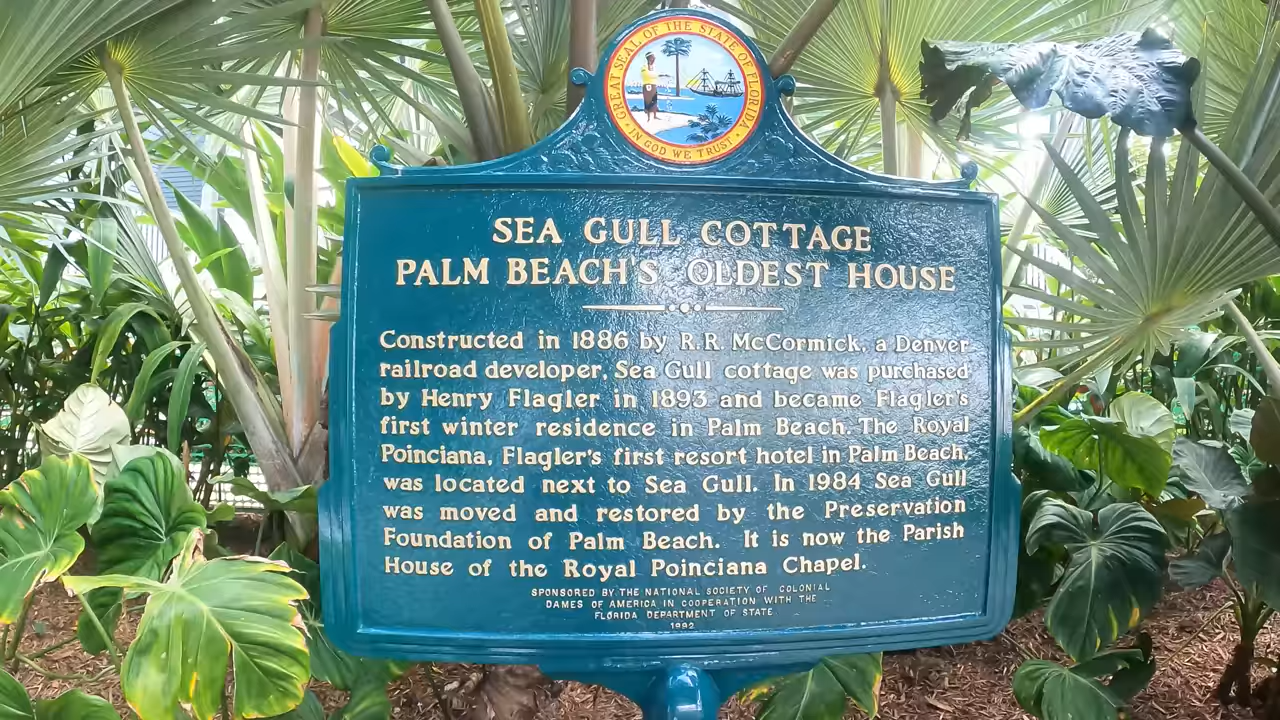 GREAT SEAL OF THE STATE OF FLORIDA
IN GOD WE TRUST
SEA GULL COTTAGE
PALM BEACH'S OLDEST HOUSE
Constructed in 1886 by R.R. McCormick, a Denver
railroad developer, Sea Gull cottage was purchased
by Henry Flagler in 1893 and became Flagler's
first winter residence in Palm Beach. The Royal
Poinciana, Flagler's first resort hotel in Palm Beach,
was located next to Sea Gull. In 1984 Sea Gull
was moved and restored by the Preservation
Foundation of Palm Beach. It is now the Parish
House of the Royal Poinciana Chapel.
SPONSORED BY THE NATIONAL SOCIETY OF COLONIAL
DAMES OF AMERICA IN COOPERATION WITH THE
FLORIDA DEPARTMENT OF STATE
1992